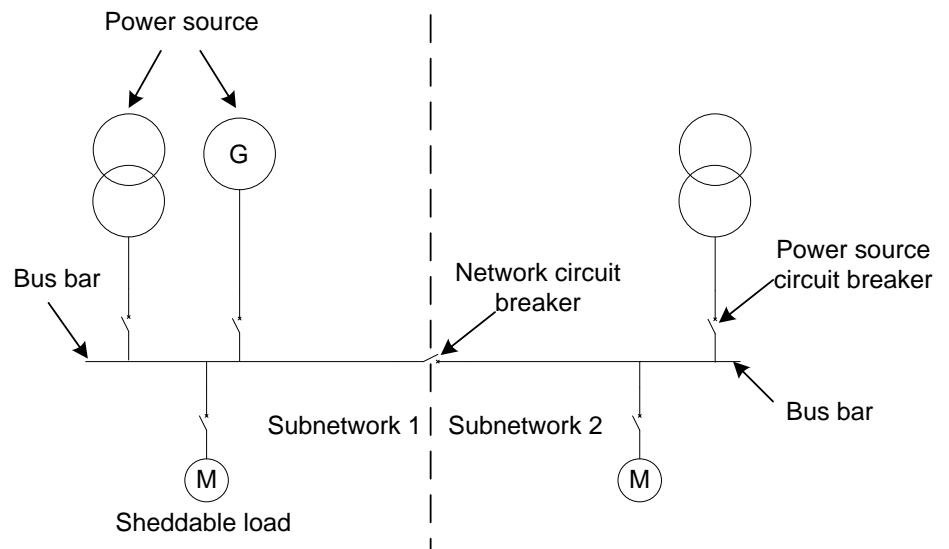 Power source
G
Power source
circuit breaker
Network circuit
breaker
Bus bar
Bus bar
Subnetwork 1
Subnetwork 2
M
M
Sheddable load